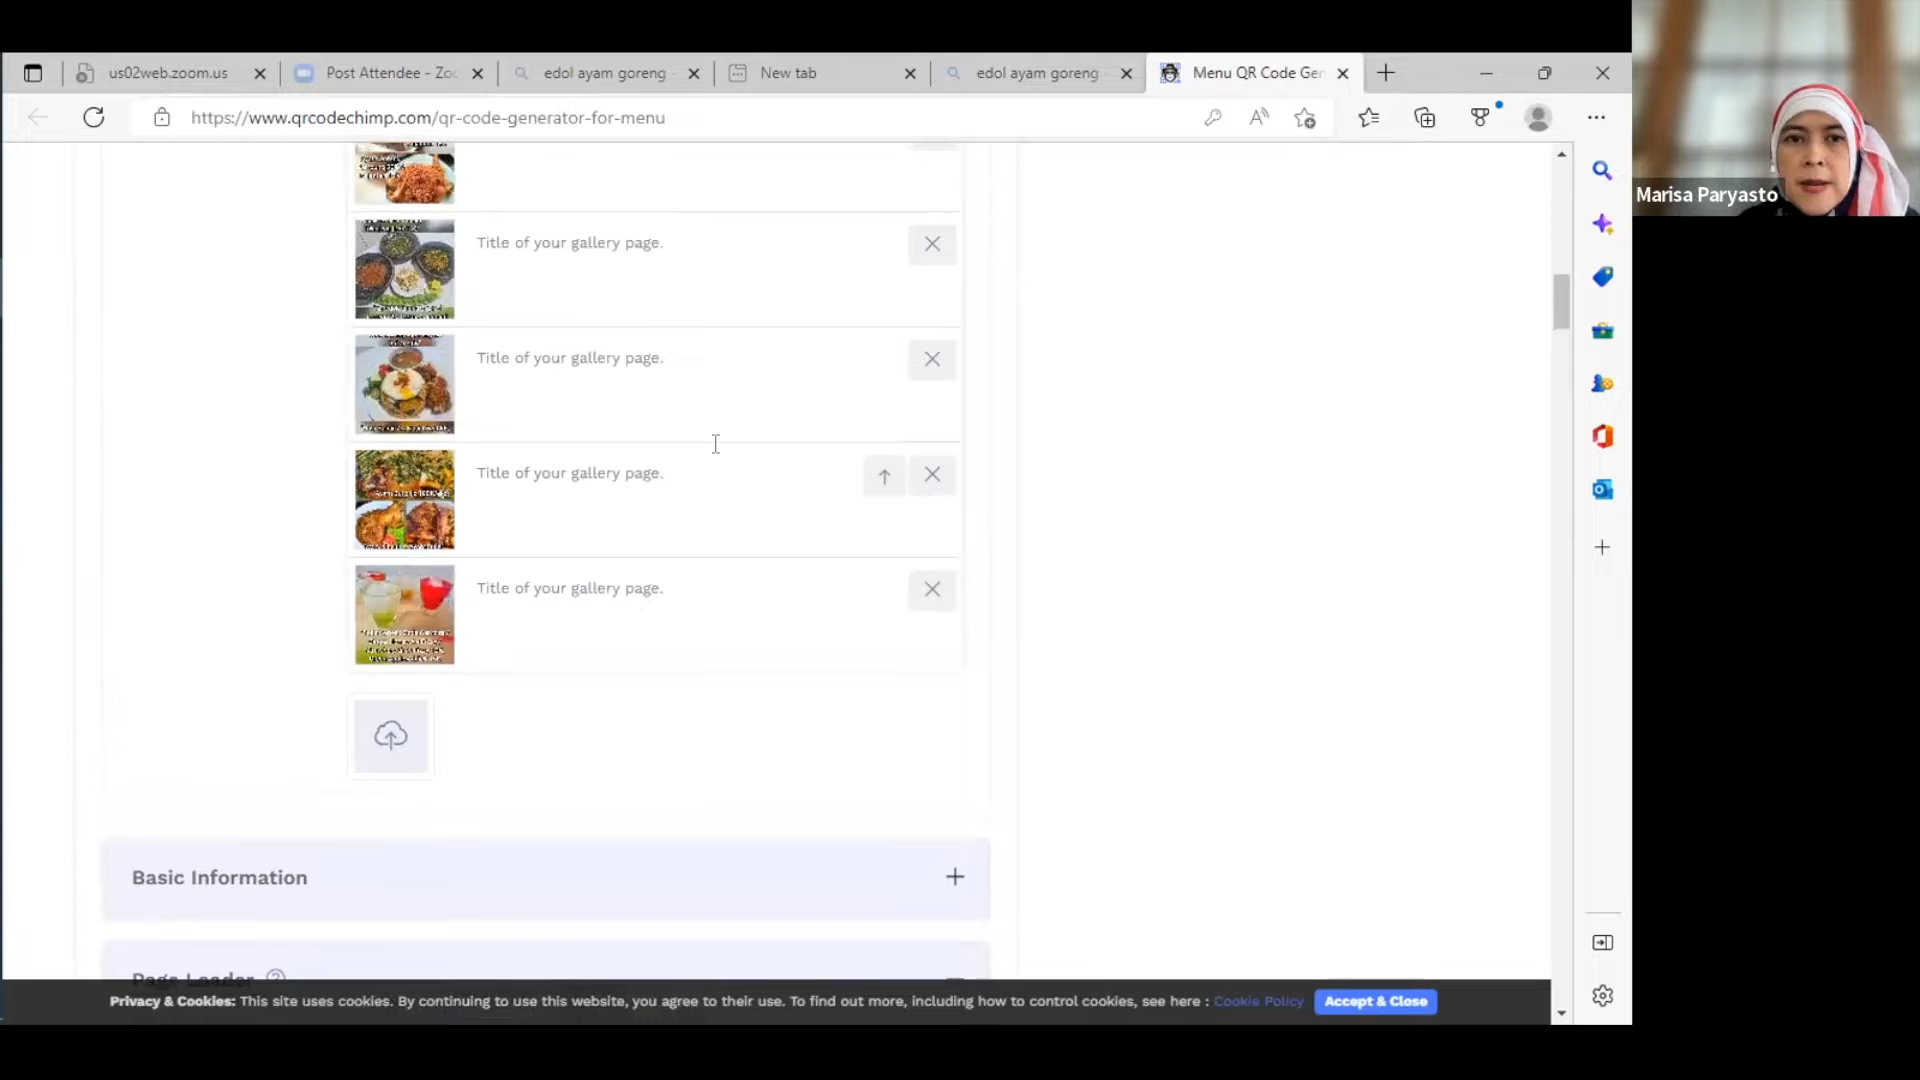 us02web.zoom.us
Post Attendee - Zo
edol ayam goreng
New tab
edol ayam goreng
Menu QR Code Ger
https://www.qrcodechimp.com/qr-code-generator-for-menu
Marisa Paryasto
Title of your gallery page.
Title of your gallery page.
Title of your gallery page.
Title of your gallery page.
Basic Information
Page Loader
Privacy & Cookies: This site uses cookies. By continuing to use this website, you agree to their use. To find out more, including how to control cookies, see here : Cookie Policy
Accept & Close